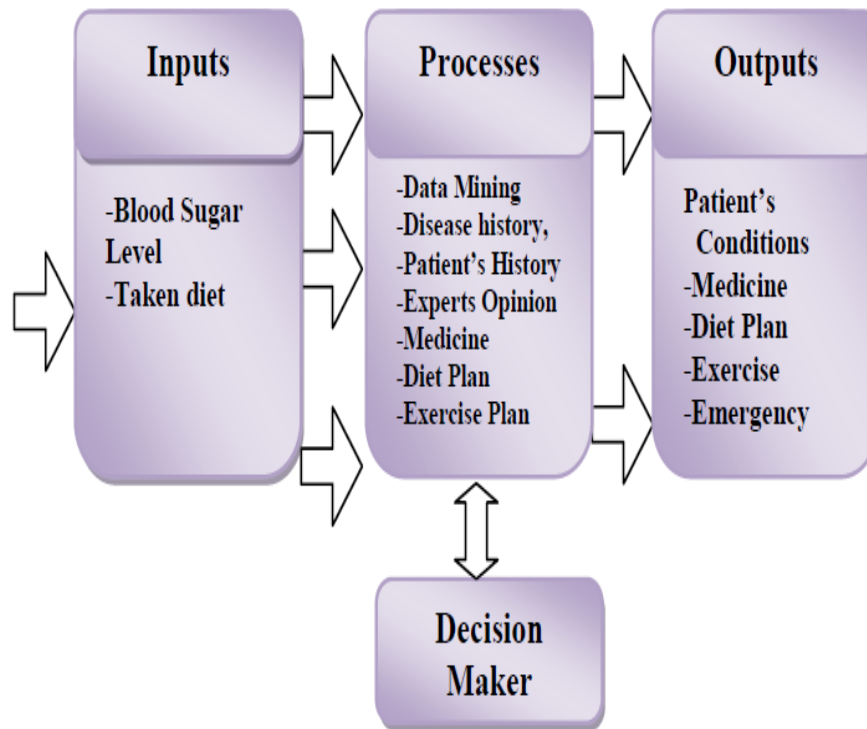 Inputs
-Blood Sugar
Level
-Taken diet
Processes
-Data Mining
-Disease history,
-Patient’s History
-Experts Opinion
-Medicine
-Diet Plan
-Exercise Plan
Outputs
Patient’s
Conditions
-Medicine
-Diet Plan
-Exercise
-Emergency
Decision
Maker